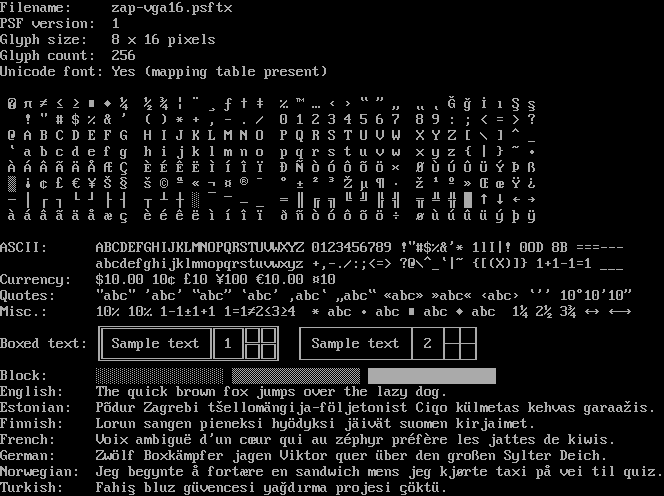 Filename:     zap-vga16.psftx
PSF version:  1
Glyph size:   8 x 16 pixels
Glyph count:  256
Unicode font: Yes (mapping table present)
π ≠ ≤ ≥ ▪ ◆ ¼ ½ ¾ ¦ ¨ ¸ ƒ † ‡ ‰ ™ … ‹ › “ ” „ Ğ ğ İ ı Ş ş
! " # $ % & ' ( ) * + , - . / 0 1 2 3 4 5 6 7 8 9 : ; < = > ?
@ A B C D E F G H I J K L M N O P Q R S T U V W X Y Z [ \ ] ^ _
` a b c d e f g h i j k l m n o p q r s t u v w x y z { | } ~ •
À Á Â Ã Ä Å Æ Ç È É Ê Ë Ì Í Î Ï Ð Ñ Ò Ó Ô Õ Ö × Ø Ù Ú Û Ü Ý Þ ß
▒ ¡ ¢ £ € ¥ Š § š © ª « ¬ ¤ ® ¯ ° ± ² ³ Ž µ ¶ · ž ¹ º » Œ œ Ÿ ¿
↑ ↓ ← →
à á â ã ä å æ ç è é ê ë ì í î ï ð ñ ò ó ô õ ö ÷ ø ù ú û ü ý þ ÿ
ASCII:      ABCDEFGHIJKLMNOPQRSTUVWXYZ 0123456789 !"#$%&'* 1lI|! 0OD 8B ==---
abcdefghijklmnopqrstuvwxyz +,-./:;<=> ?@\^_`|~ {[(X)]} 1+1-1=1 ___
Currency:   $10.00 10¢ £10 ¥100 €10.00 ¤10
Quotes:     "abc" 'abc' “abc” ‘abc’ ‚abc‘ „abc“ «abc» »abc« ‹abc› ‘’’ 10°10'10"
Misc.:      10% 10‰ 1-1±1+1 1=1≠2≤3≥4 * abc • abc ▪ abc ◆ abc 1¼ 2½ 3¾ ↔ ←→
Boxed text: Sample text 1 Sample text 2
Block:
English:    The quick brown fox jumps over the lazy dog.
Estonian:   Põdur Zagrebi tšellomängija-följetonist Ciqo külmetas kehvas garaažis.
Finnish:    Lorun sangen pieneksi hyödyksi jäivät suomen kirjaimet.
French:     Voix ambiguë d'un cœur qui au zéphyr préfère les jattes de kiwis.
German:     Zwölf Boxkämpfer jagen Viktor quer über den großen Sylter Deich.
Norwegian:  Jeg begynte å fortære en sandwich mens jeg kjørte taxi på vei til quiz.
Turkish:    Fahiş bluz güvencesi yağdırma projesi çöktü.